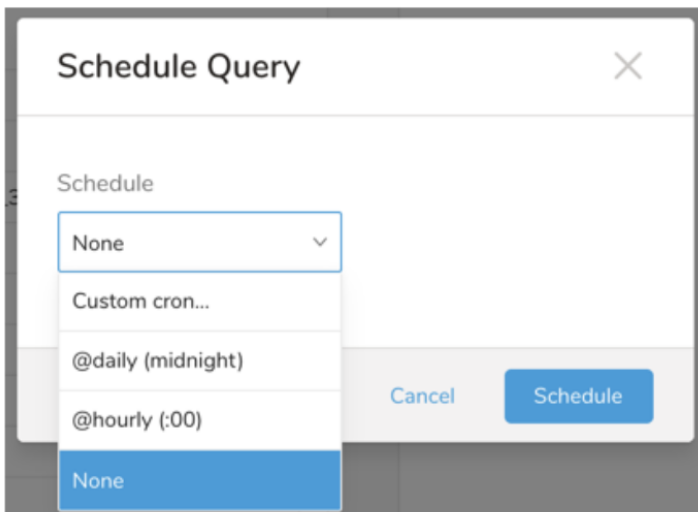 Schedule Query
Schedule
None
Custom cron...
@daily (midnight)
@hourly (:00)
None
Cancel
Schedule